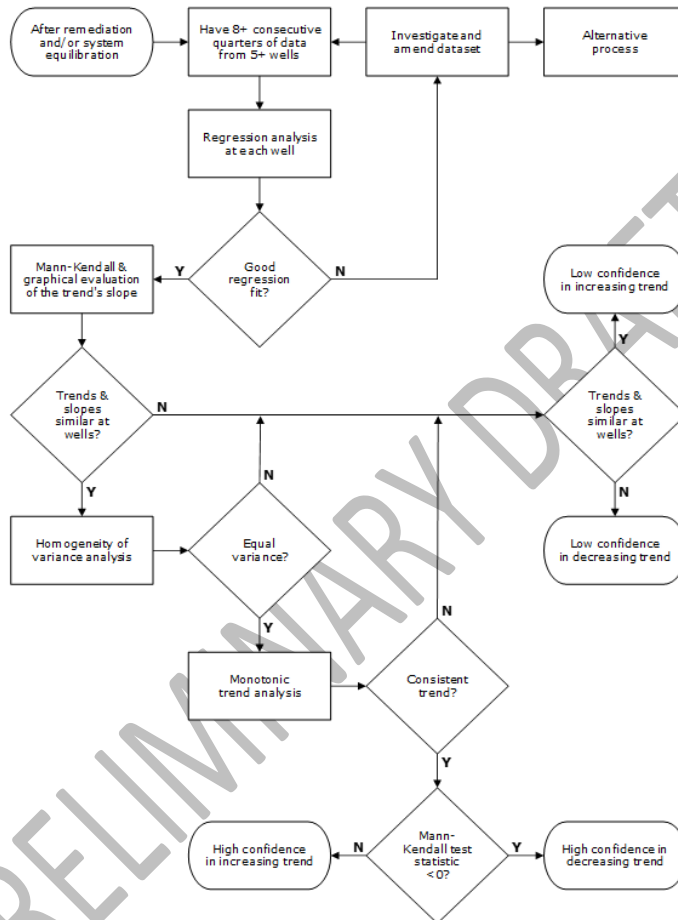 After remediation
and/or system
equilibration
Have 8+ consecutive
quarters of data
from 5+ wells
Investigate and
amend dataset
Alternative
process
Regression analysis
at each well
Good
regression
fit?
Y
N
Mann-Kendall &
graphical evaluation
of the trend's slope
Low confidence
in increasing trend
Y
Trends &
slopes
similar at
wells?
N
Trends &
slopes
similar at
wells?
Y
N
N
Homogeneity of
variance analysis
Equal
variance?
Low confidence
in decreasing trend
Y
N
Monotonic
trend analysis
Consistent
trend?
Y
High confidence
in increasing trend
N
Mann-
Kendall test
statistic
<0?
Y
High confidence in
decreasing trend
PRELIMINARY DRAFT